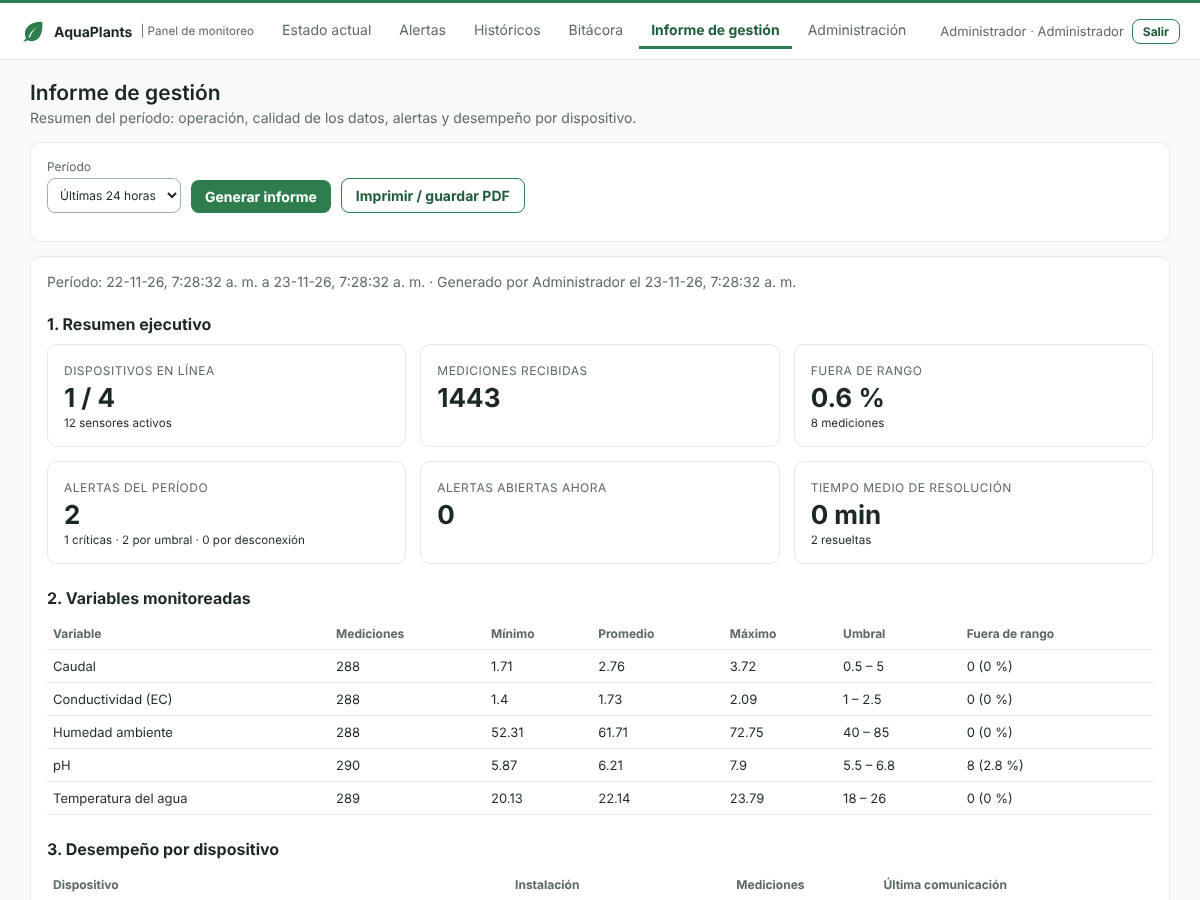 AquaPlants | Panel de monitoreo Estado actual Alertas Históricos Bitácora Informe de gestión Administración Administrador · Administrador Salir
Informe de gestión
Resumen del período: operación, calidad de los datos, alertas y desempeño por dispositivo.
Período
Últimas 24 horas Generar informe Imprimir / guardar PDF
Período: 22-11-26, 7:28:32 a. m. a 23-11-26, 7:28:32 a. m. · Generado por Administrador el 23-11-26, 7:28:32 a. m.
1. Resumen ejecutivo
DISPOSITIVOS EN LÍNEA
1 / 4
12 sensores activos
MEDICIONES RECIBIDAS
1443
FUERA DE RANGO
0.6 %
8 mediciones
ALERTAS DEL PERÍODO
2
1 críticas · 2 por umbral · 0 por desconexión
ALERTAS ABIERTAS AHORA
0
TIEMPO MEDIO DE RESOLUCIÓN
0 min
2 resueltas
2. Variables monitoreadas
Variable Mediciones Mínimo Promedio Máximo Umbral Fuera de rango
Caudal 288 1.71 2.76 3.72 0.5 – 5 0 (0 %)
Conductividad (EC) 288 1.4 1.73 2.09 1 – 2.5 0 (0 %)
Humedad ambiente 288 52.31 61.71 72.75 40 – 85 0 (0 %)
pH 290 5.87 6.21 7.9 5.5 – 6.8 8 (2.8 %)
Temperatura del agua 289 20.13 22.14 23.79 18 – 26 0 (0 %)
3. Desempeño por dispositivo
Dispositivo Instalación Mediciones Última comunicación